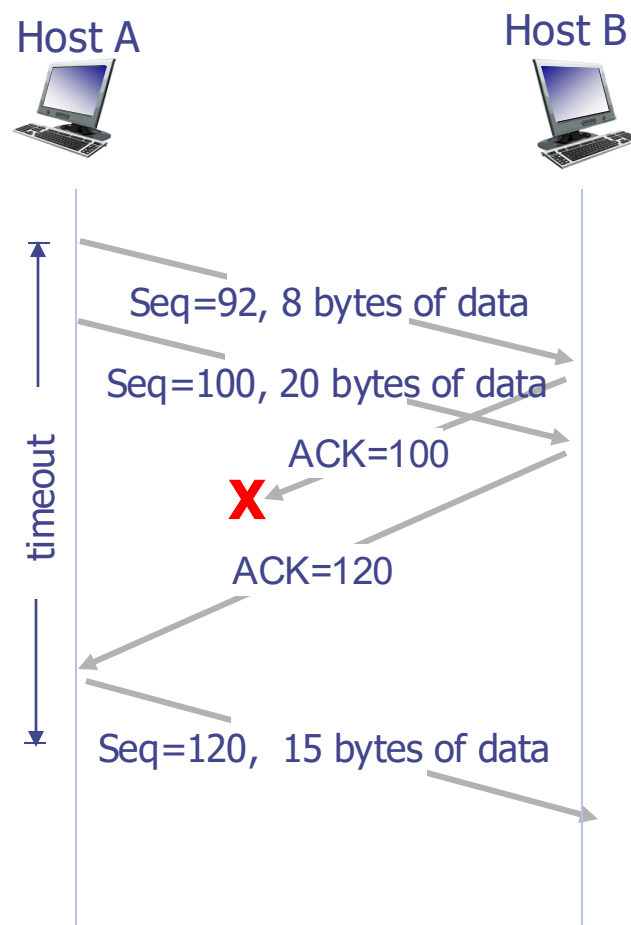 Host A
Host B
Seq=92, 8 bytes of data
Seq=100, 20 bytes of data
ACK=100
X
timeout
ACK=120
Seq=120, 15 bytes of data